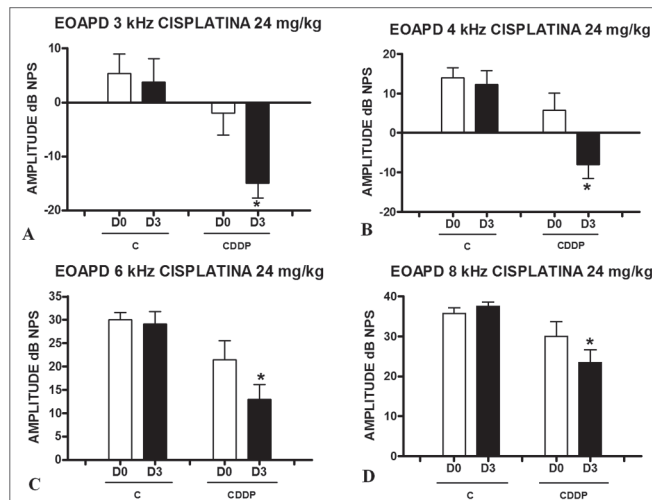 EOAPD 3 kHz CISPLATINA 24 mg/kg
AMPLITUDE dB NPS
10
0
-10
-20
*
D0 D3 D0 D3
C CDDP
A
EOAPD 4 kHz CISPLATINA 24 mg/kg
AMPLITUDE dB NPS
20
10
0
-10
-20
*
D0 D3 D0 D3
C CDDP
B
EOAPD 6 kHz CISPLATINA 24 mg/kg
AMPLITUDE dB NPS
35
30
25
20
15
10
5
0
*
D0 D3 D0 D3
C CDDP
C
EOAPD 8 kHz CISPLATINA 24 mg/kg
AMPLITUDE dB NPS
40
30
20
10
0
*
D0 D3 D0 D3
C CDDP
D